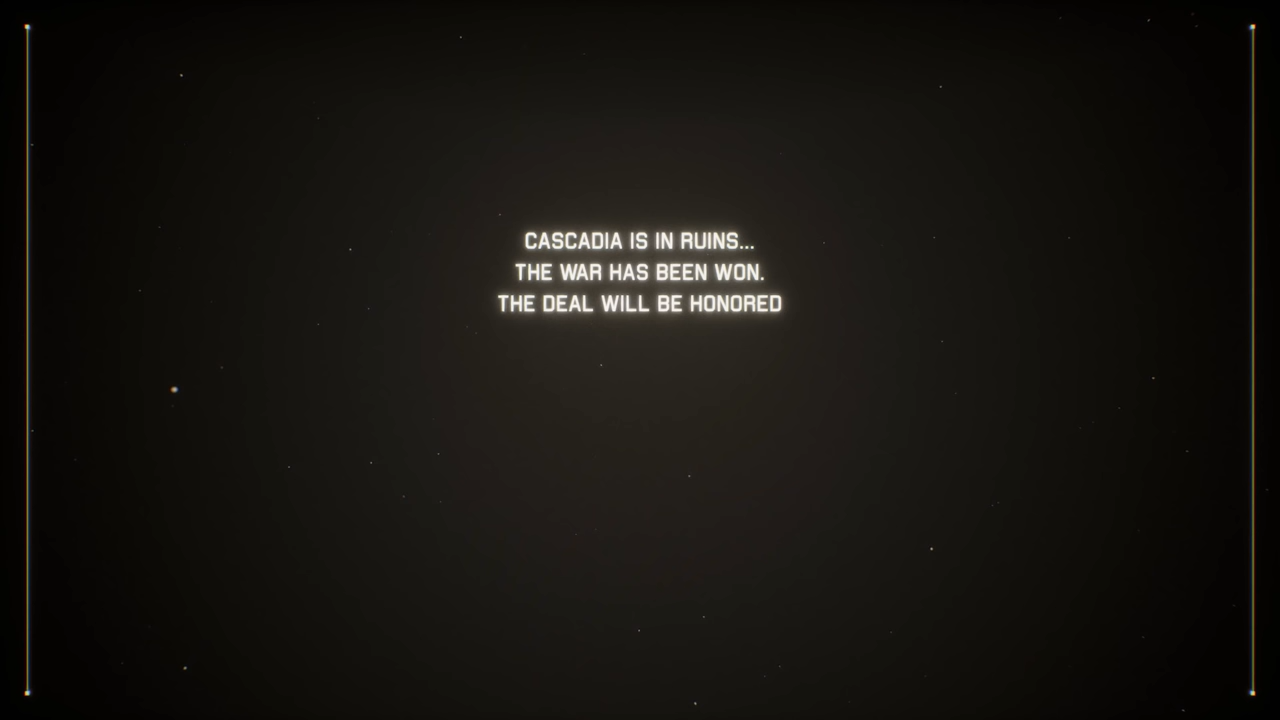 CASCADIA IS IN RUINS...
THE WAR HAS BEEN WON.
THE DEAL WILL BE HONORED